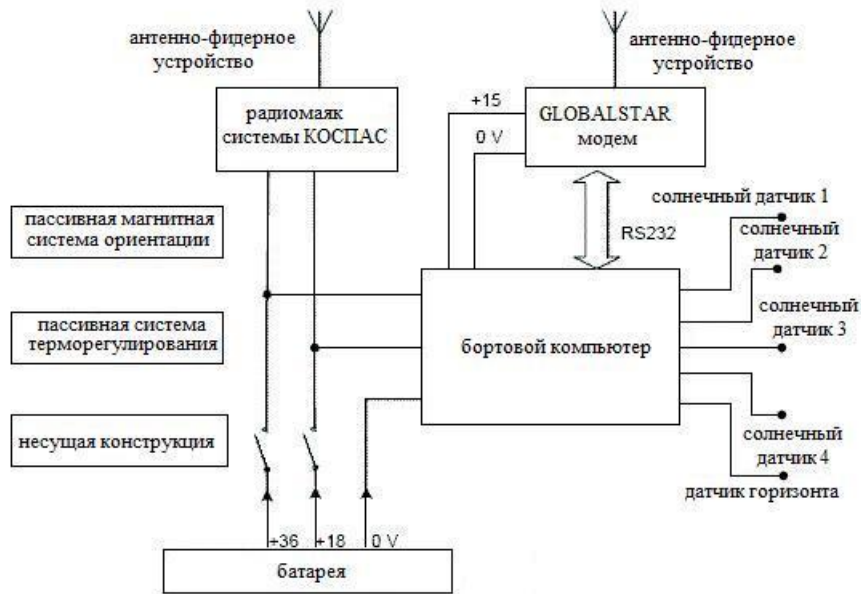 антенно-фидерное
устройство
антенно-фидерное
устройство
радиомаяк
системы КОСПАС
+15
0 V
GLOBALSTAR
модем
пассивная магнитная
система ориентации
RS232
солнечный датчик 1
солнечный
датчик 2
пассивная система
терморегулирования
бортовой компьютер
солнечный
датчик 3
несущая конструкция
солнечный
датчик 4
датчик горизонта
+36
+18
0 V
батарея